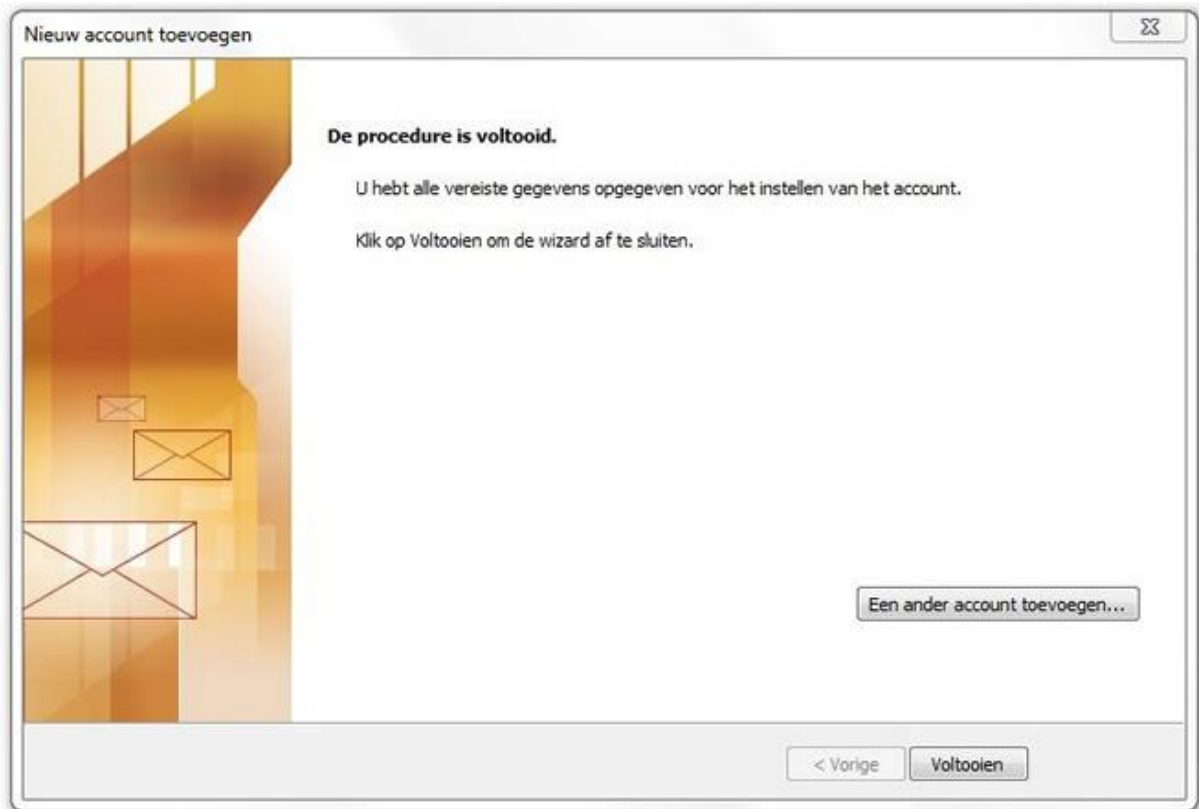 Nieuw account toevoegen
De procedure is voltooid.
U hebt alle vereiste gegevens opgegeven voor het instellen van het account.
Klik op Voltooien om de wizard af te sluiten.
Een ander account toevoegen...
< Vorige
Voltooien